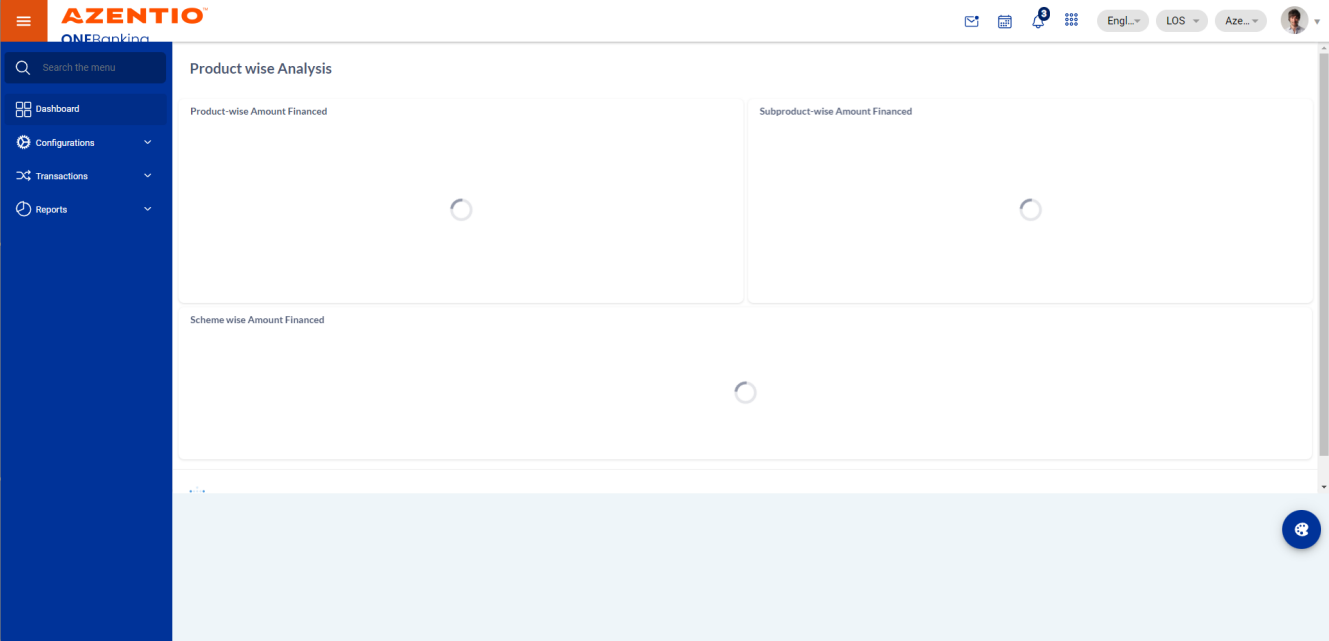 AZENTIO™
ONEBanking
3
Engl...
LOS
Aze...
Search the menu
Dashboard
Configurations
Transactions
Reports
Product wise Analysis
Product-wise Amount Financed
Subproduct-wise Amount Financed
Scheme wise Amount Financed